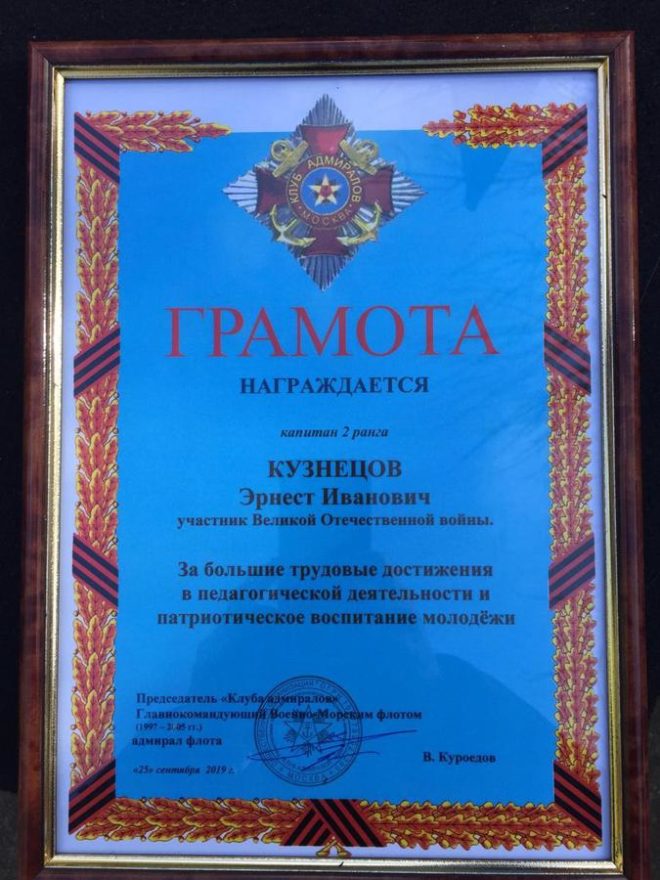 КЛУБ АДМИРАЛОВ
МОСКВА
ГРАМОТА
НАГРАЖДАЕТСЯ
капитан 2 ранга
КУЗНЕЦОВ
Эрнест Иванович
участник Великой Отечественной войны.
За большие трудовые достижения
в педагогической деятельности и
патриотическое воспитание молодёжи
Председатель «Клуба адмиралов»
Главнокомандующий Военно-Морским флотом
(1997 – 2005 гг.)
адмирал флота
В. Куроедов
«25» сентября 2019 г.
МОСКВА